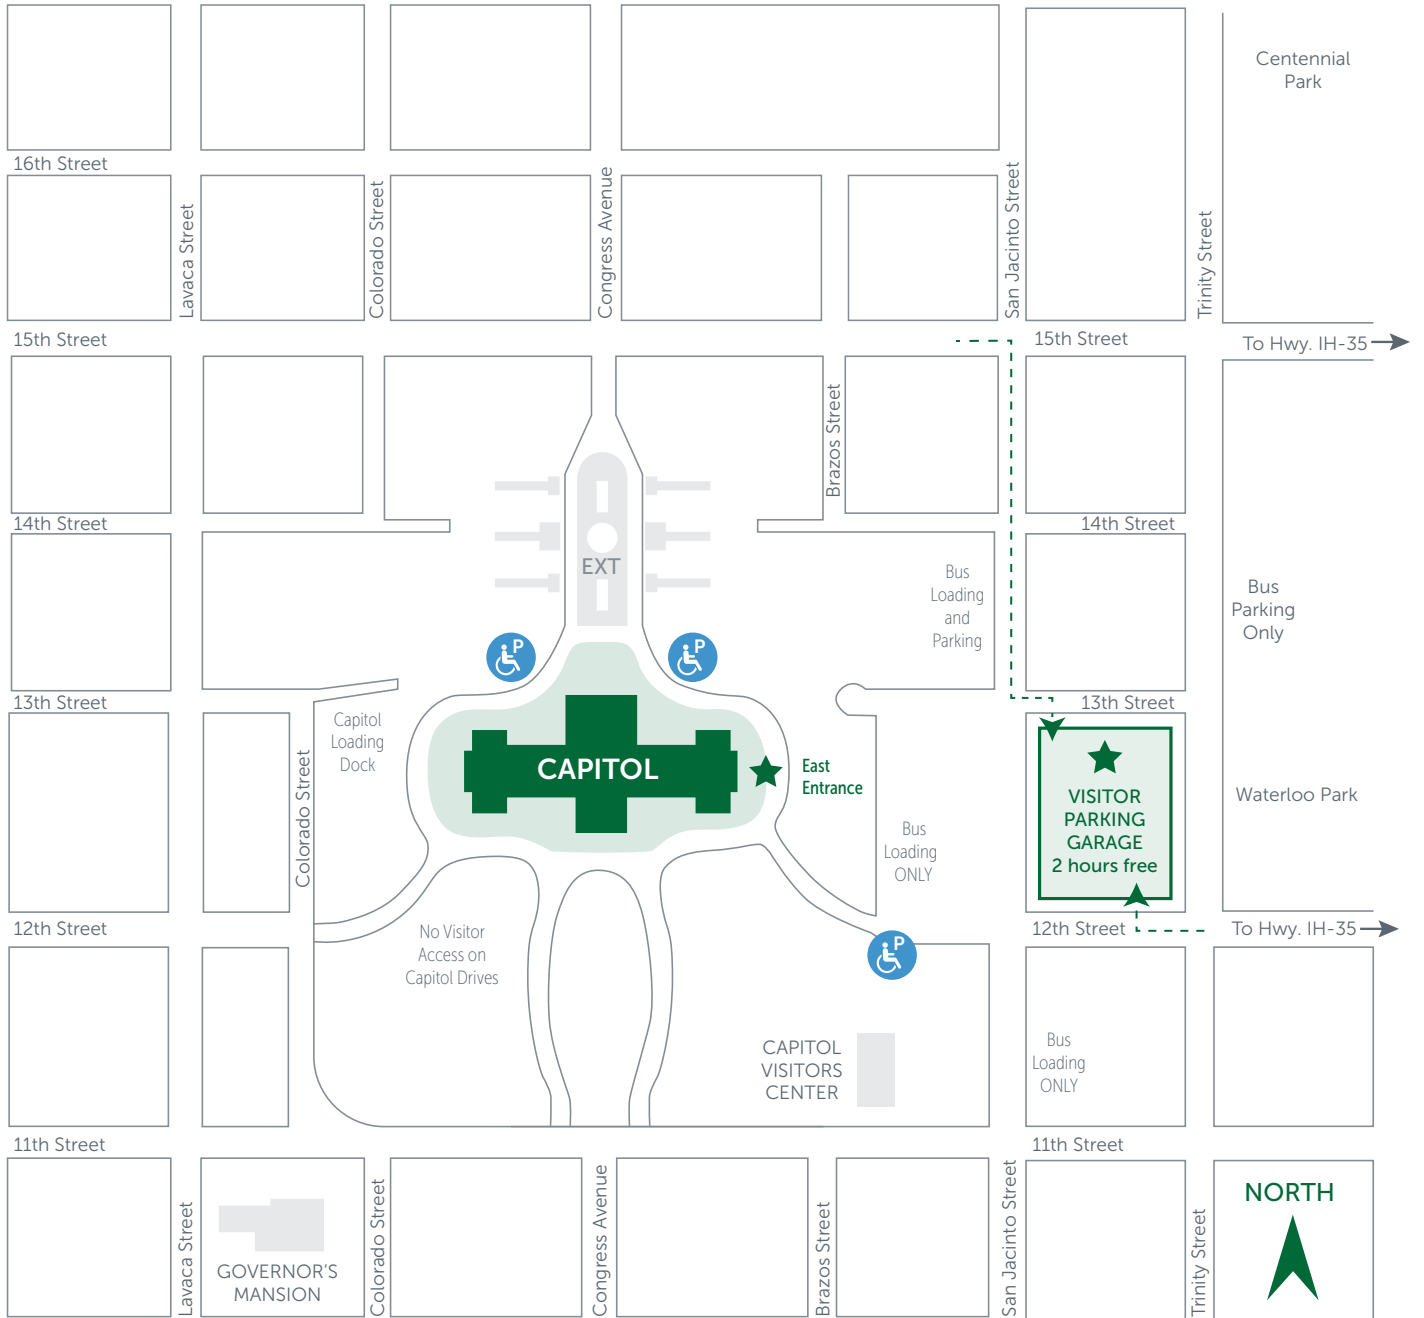 Centennial
Park
16th Street
Lavaca Street
Colorado Street
Congress Avenue
San Jacinto Street
Trinity Street
15th Street
15th Street
To Hwy. IH-35
Brazos Street
14th Street
14th Street
EXT
Bus
Loading
and
Parking
Bus
Parking
Only
P
P
13th Street
13th Street
Capitol
Loading
Dock
Colorado Street
CAPITOL
East
Entrance
VISITOR
PARKING
GARAGE
2 hours free
Waterloo Park
Bus
Loading
ONLY
12th Street
No Visitor
Access on
Capitol Drives
P
12th Street
To Hwy. IH-35
CAPITOL
VISITORS
CENTER
Bus
Loading
ONLY
11th Street
11th Street
Lavaca Street
GOVERNOR'S
MANSION
Colorado Street
Congress Avenue
Brazos Street
San Jacinto Street
Trinity Street
NORTH